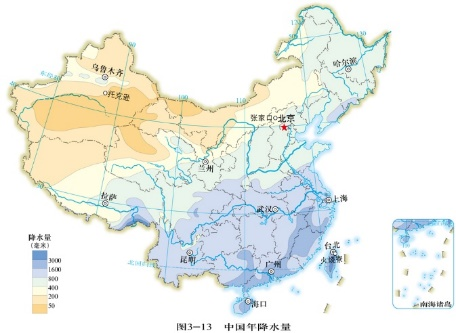 130
哈尔滨
乌鲁木齐
托克逊
100
110
张家口
北京
兰州
拉萨
上海
武汉
降水量
(毫米)
3000
1600
800
400
200
50
昆明
广州
台北
火烧寮
海口
南海诸岛
图3-13 中国年降水量